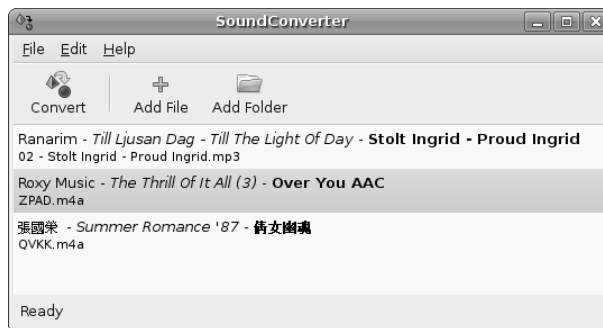 SoundConverter
File Edit Help
Convert Add File Add Folder
Ranarim - Till Ljusan Dag - Till The Light Of Day - Stolt Ingrid - Proud Ingrid
02 - Stolt Ingrid - Proud Ingrid.mp3
Roxy Music - The Thrill Of It All (3) - Over You AAC
ZPAD.m4a
張國榮 - Summer Romance '87 - 倩女幽魂
QVKK.m4a
Ready